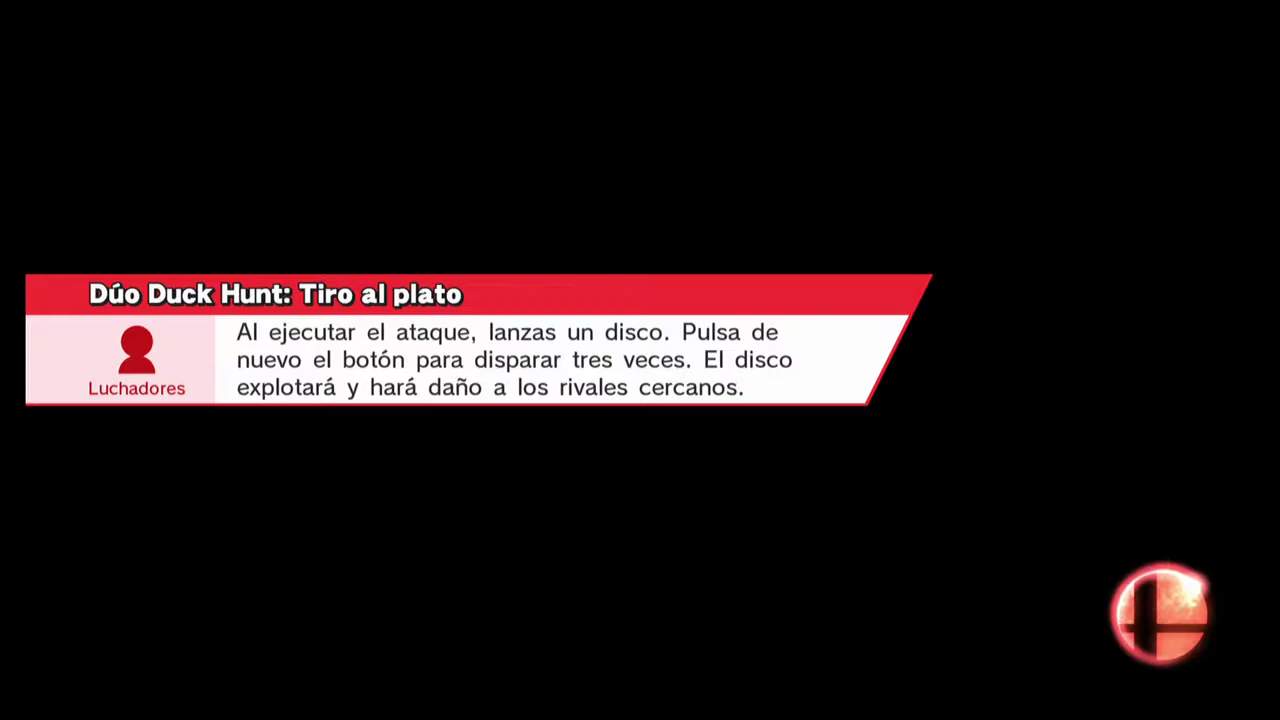 Dúo Duck Hunt: Tiro al plato
Al ejecutar el ataque, lanzas un disco. Pulsa de
nuevo el botón para disparar tres veces. El disco
explotará y hará daño a los rivales cercanos.
Luchadores